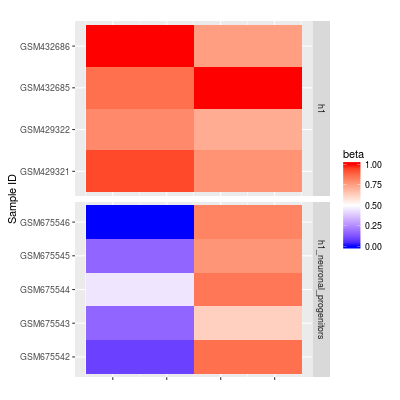 GSM432686
GSM432685
GSM429322
GSM429321
h1
GSM675546
GSM675545
GSM675544
GSM675543
GSM675542
h1_neuronal_progenitors
Sample ID
beta
1.00
0.75
0.50
0.25
0.00